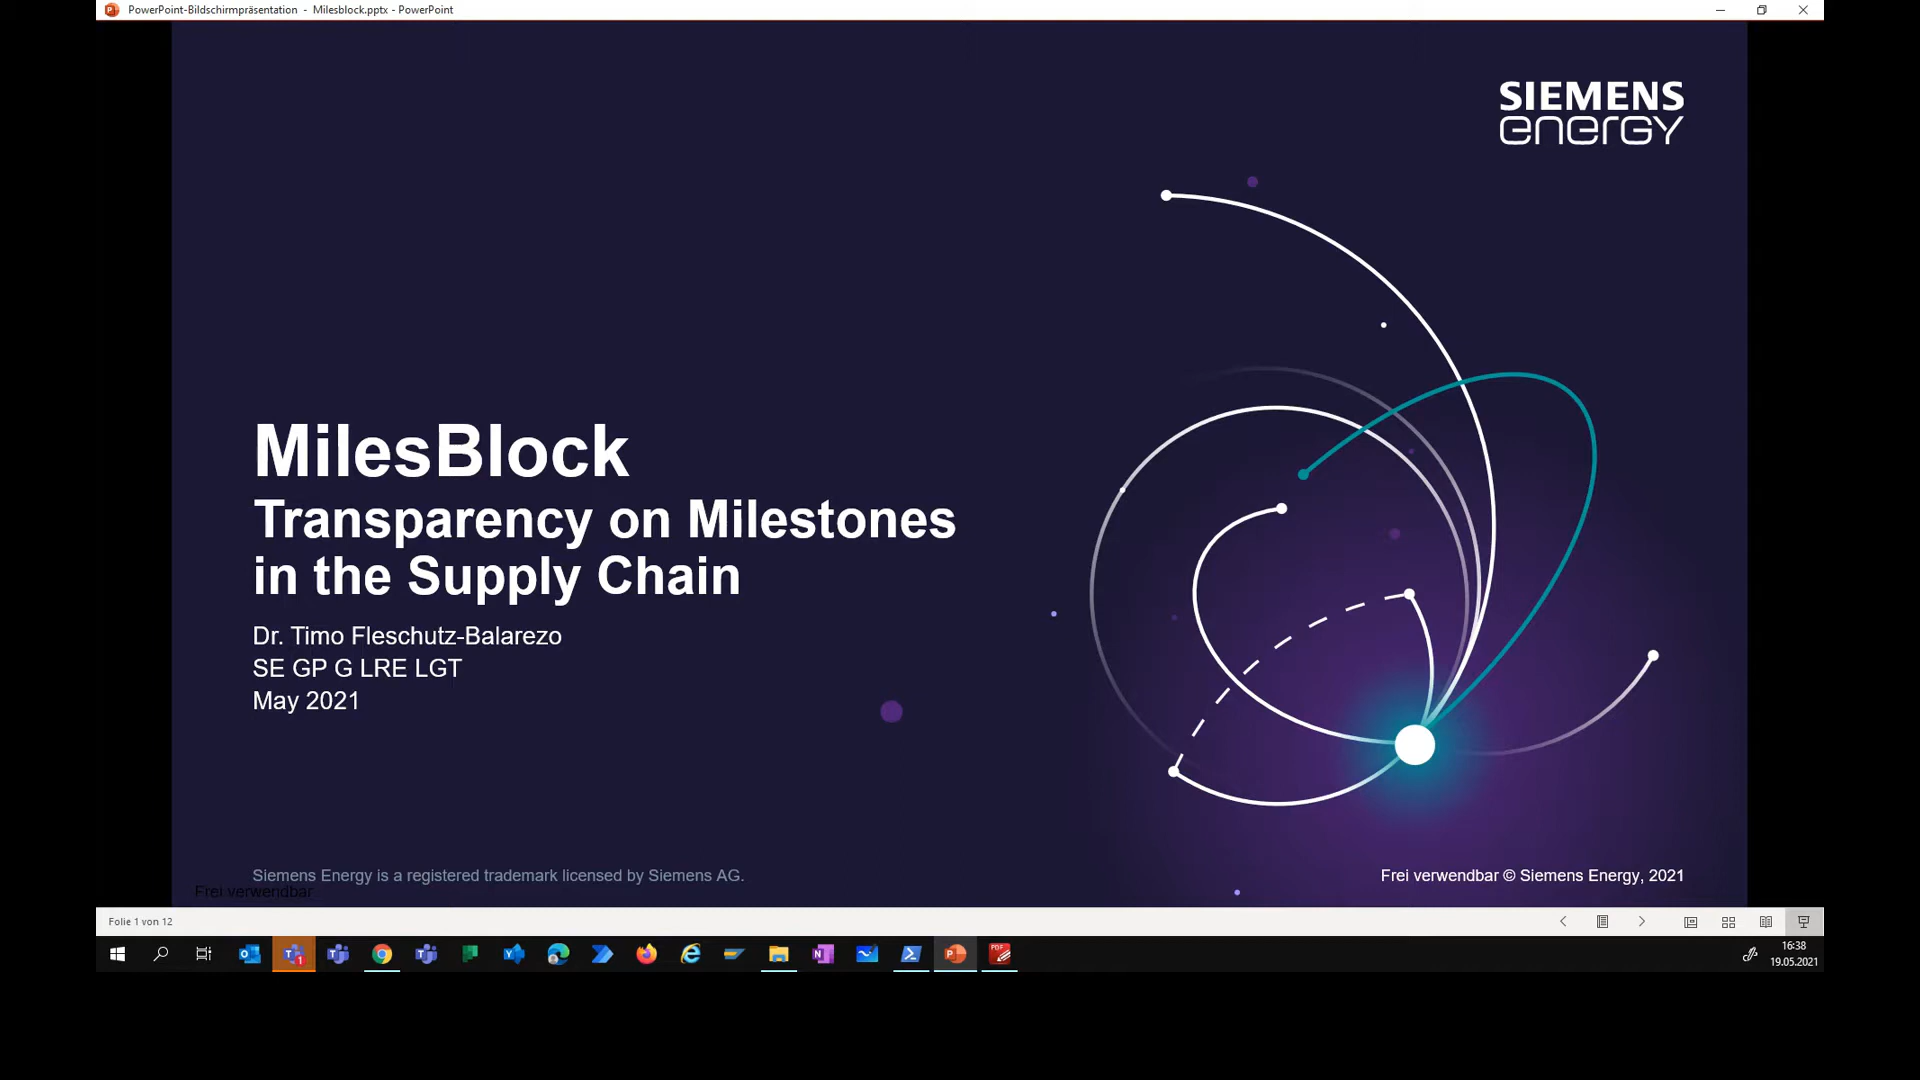 PowerPoint-Bildschirmpräsentation - Milesblock.pptx - PowerPoint
SIEMENS
energy
MilesBlock
Transparency on Milestones
in the Supply Chain
Dr. Timo Fleschutz-Balarezo
SE GP G LRE LGT
May 2021
Siemens Energy is a registered trademark licensed by Siemens AG.
Frei verwendbar
Frei verwendbar © Siemens Energy, 2021
Folie 1 von 12
16:38
19.05.2021